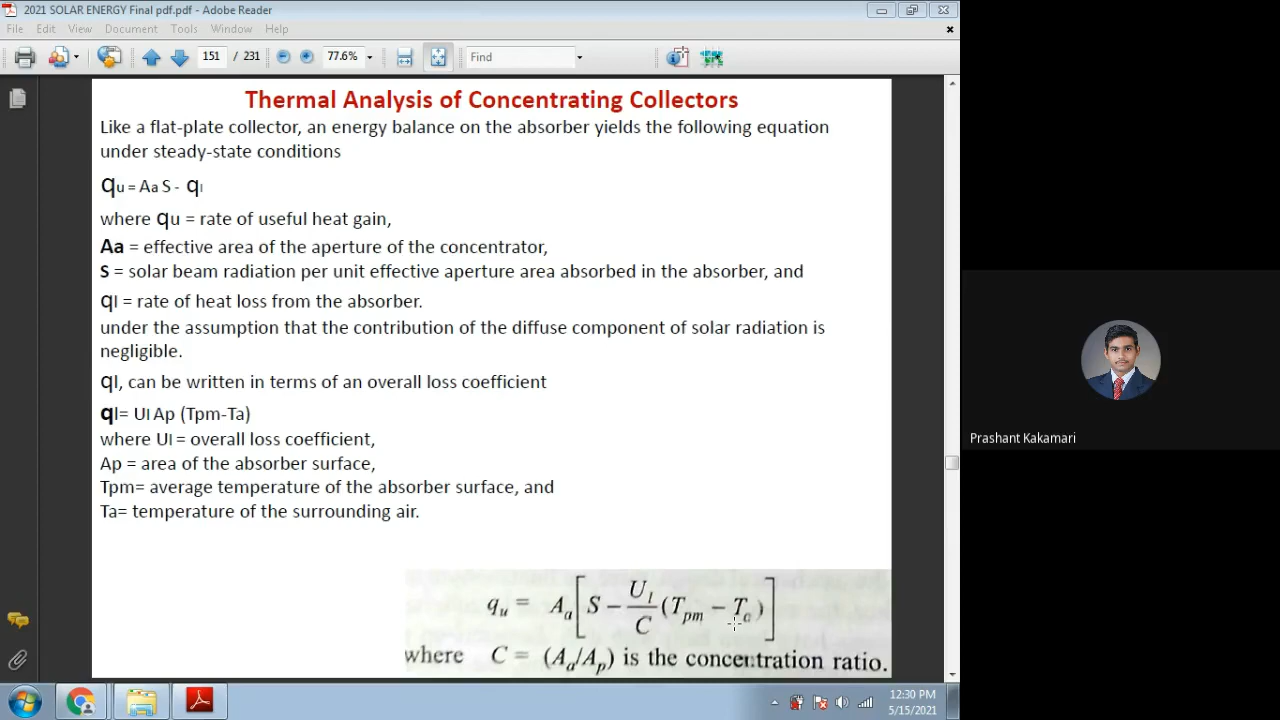 2021 SOLAR ENERGY Final pdf.pdf - Adobe Reader
File Edit View Document Tools Window Help
151 / 231 77.6% Find
Thermal Analysis of Concentrating Collectors
Like a flat-plate collector, an energy balance on the absorber yields the following equation
under steady-state conditions
qu = Aa S - ql
where qu = rate of useful heat gain,
Aa = effective area of the aperture of the concentrator,
S = solar beam radiation per unit effective aperture area absorbed in the absorber, and
ql = rate of heat loss from the absorber.
under the assumption that the contribution of the diffuse component of solar radiation is
negligible.
ql, can be written in terms of an overall loss coefficient
ql= Ul Ap (Tpm-Ta)
where Ul = overall loss coefficient,
Ap = area of the absorber surface,
Tpm= average temperature of the absorber surface, and
Ta= temperature of the surrounding air.
q_u = A_a [S − U_l/C (T_pm − T_a)]
where C = (A_a/A_p) is the concentration ratio.
Prashant Kakamari
12:30 PM
5/15/2021